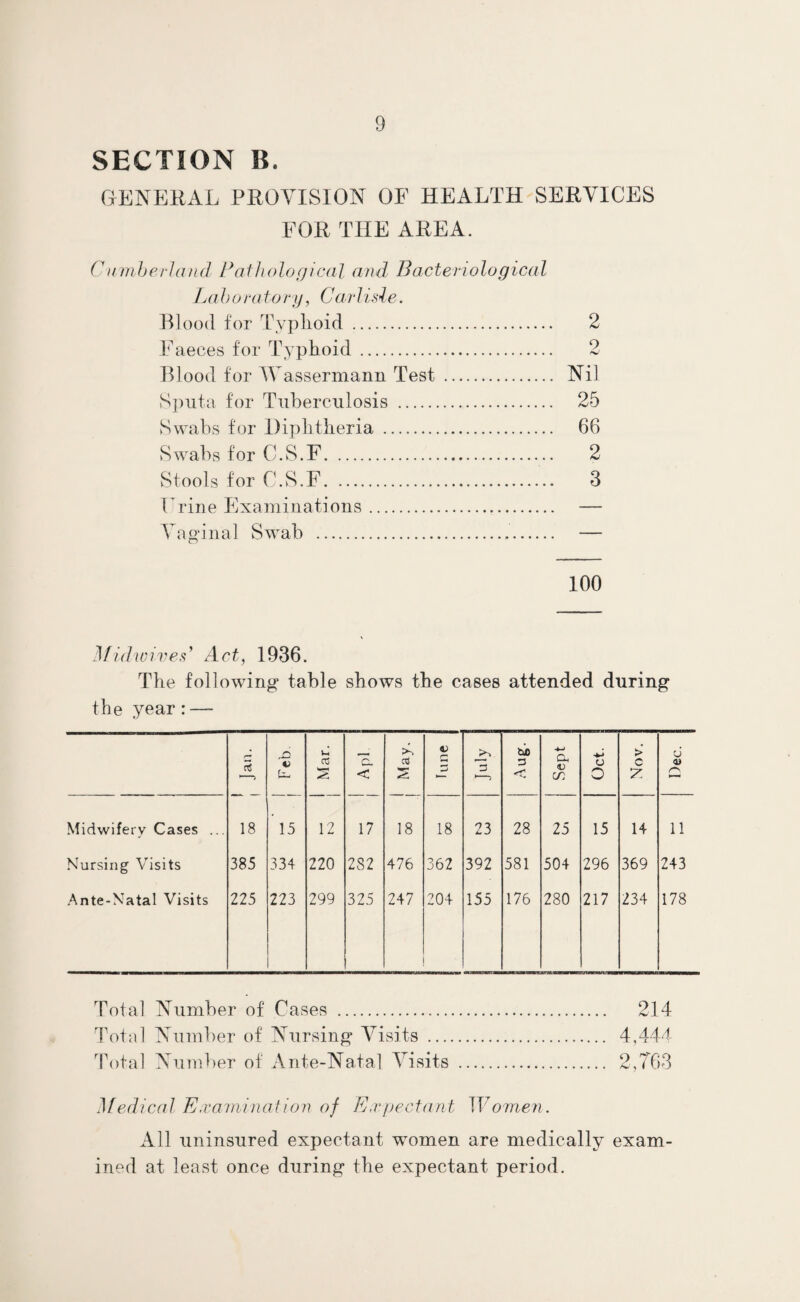 9
SECTION B.
GENERAL PROVISION OF HEALTH SERVICES
FOR THE AREA.
Cumberland Pathological and Bacteriological
Laboratory, Carlisle.
Blood for Typhoid ........................... 2
Faeces for Typhoid ........................... 2
Blood for Wassermann Test ................ Nil
Sputa for Tuberculosis ...................... 25
Swabs for Diphtheria ........................ 66
Swabs for C.S.F. .............................. 2
Stools for C.S.F. .............................. 3
Urine Examinations ........................... —
Vaginal Swab ................................. —
100
Midwives' Act, 1936.
The following table shows the cases attended during
the year : —
Jan. Feb. Mar. Apl. May. June July Aug. Sept Oct. Nov. Dec.
Midwifery Cases ... 18 15 12 17 18 18 23 28 25 15 14 11
Nursing Visits 385 334 220 282 476 362 392 581 504 296 369 243
Ante-Natal Visits 225 223 299 325 247 204 155 176 280 217 234 178
Total Number of Cases .................................... 214
Total Number of Nursing Visits ........................ 4,444
Total Number of Ante-Natal Visits .................... 2,763
Medical Examination of Expectant Women.
All uninsured expectant women are medically exam-
ined at least once during the expectant period.